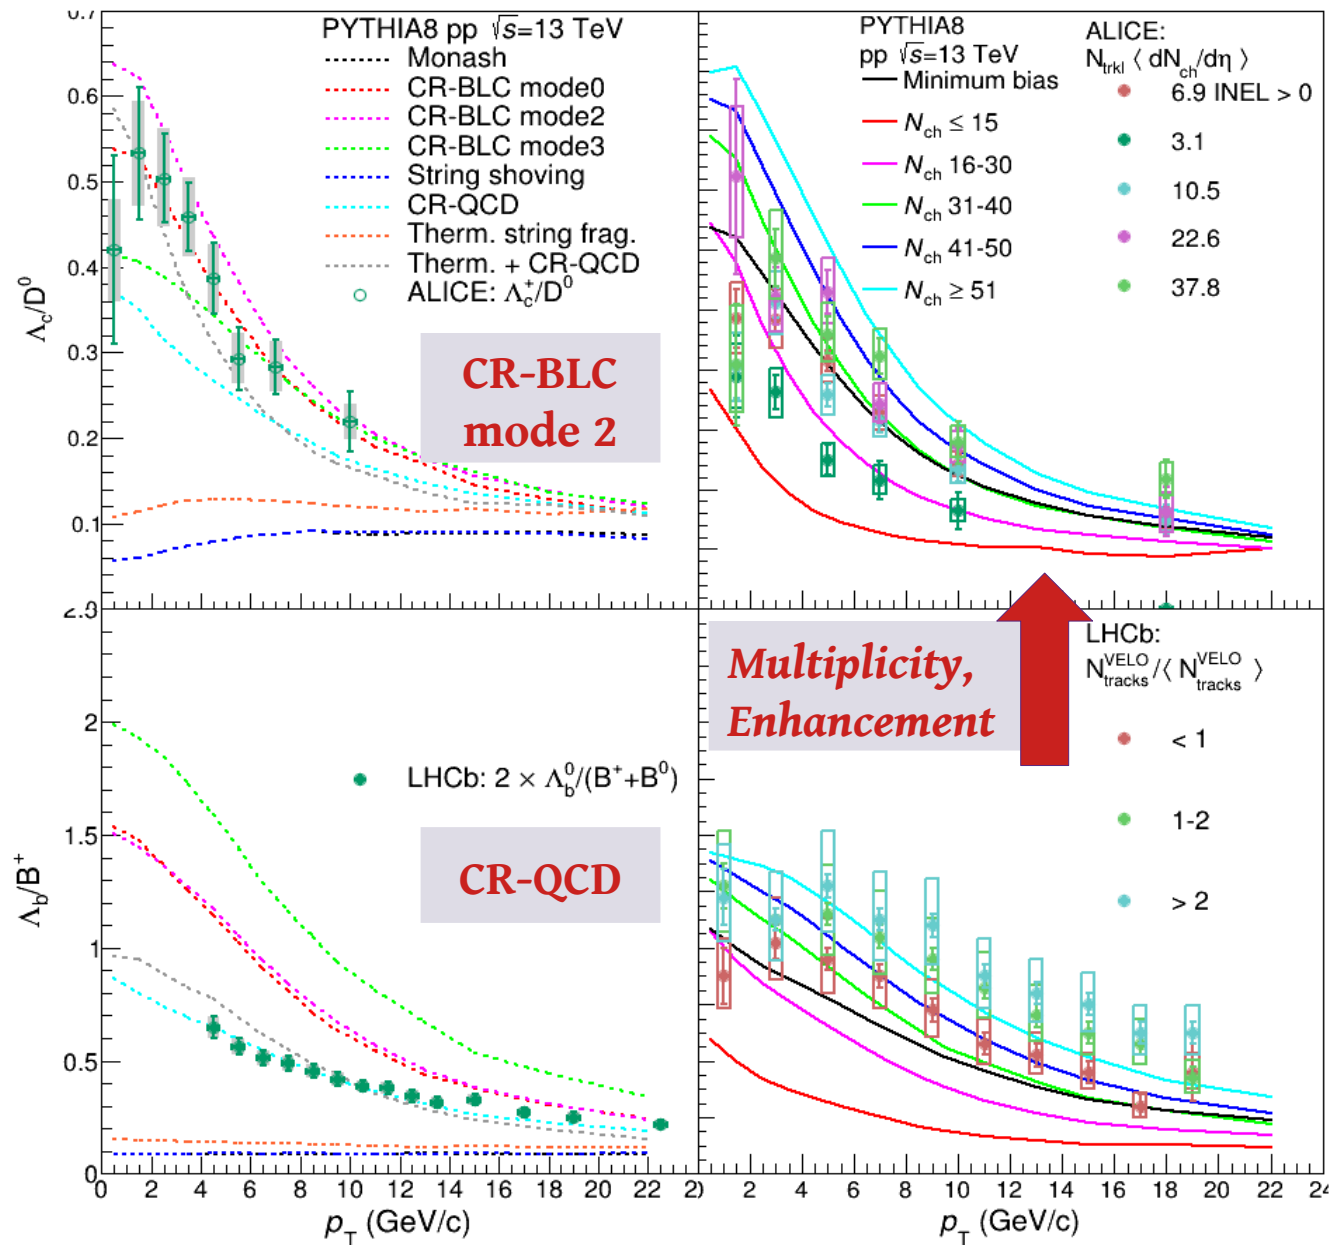 PYTHIA8 pp √s=13 TeV
Monash
CR-BLC mode0
CR-BLC mode2
CR-BLC mode3
String shoving
CR-QCD
Therm. string frag.
Therm. + CR-QCD
ALICE: Λc+/D0
CR-BLC
mode 2
Λc/D0
0.7
0.6
0.5
0.4
0.3
0.2
0.1
PYTHIA8
pp √s=13 TeV
Minimum bias
Nch ≤ 15
Nch 16-30
Nch 31-40
Nch 41-50
Nch ≥ 51
ALICE:
Ntrkl ⟨ dNch/dη ⟩
6.9 INEL > 0
3.1
10.5
22.6
37.8
2
1.5
1
0.5
0
Λb/B+
LHCb: 2 × Λb0/(B++B0)
CR-QCD
0 2 4 6 8 10 12 14 16 18 20 22
pT (GeV/c)
Multiplicity,
Enhancement
LHCb:
NtracksVELO/⟨ NtracksVELO ⟩
< 1
1-2
> 2
2 4 6 8 10 12 14 16 18 20 22 24
pT (GeV/c)